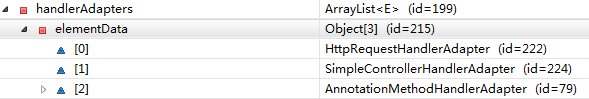 handlerAdapters ArrayList<E> (id=199)
elementData Object[3] (id=215)
[0] HttpRequestHandlerAdapter (id=222)
[1] SimpleControllerHandlerAdapter (id=224)
[2] AnnotationMethodHandlerAdapter (id=79)